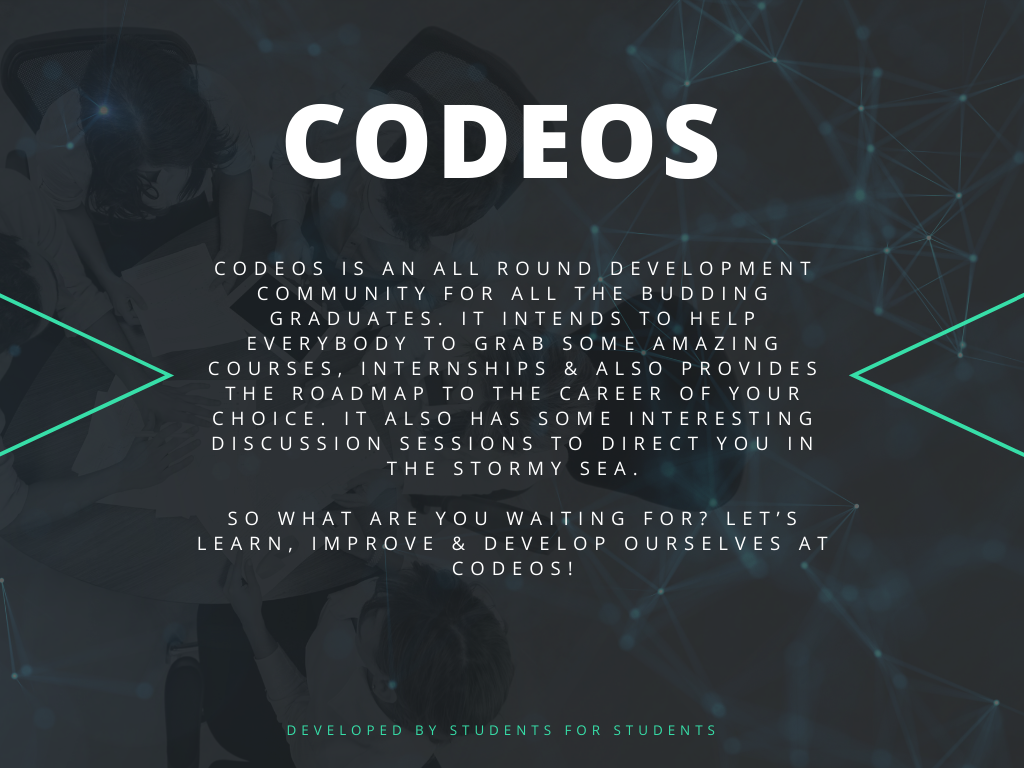 CODEOS
CODEOS IS AN ALL ROUND DEVELOPMENT
COMMUNITY FOR ALL THE BUDDING
GRADUATES. IT INTENDS TO HELP
EVERYBODY TO GRAB SOME AMAZING
COURSES, INTERNSHIPS & ALSO PROVIDES
THE ROADMAP TO THE CAREER OF YOUR
CHOICE. IT ALSO HAS SOME INTERESTING
DISCUSSION SESSIONS TO DIRECT YOU IN
THE STORMY SEA.
SO WHAT ARE YOU WAITING FOR? LET’S
LEARN, IMPROVE & DEVELOP OURSELVES AT
CODEOS!
DEVELOPED BY STUDENTS FOR STUDENTS